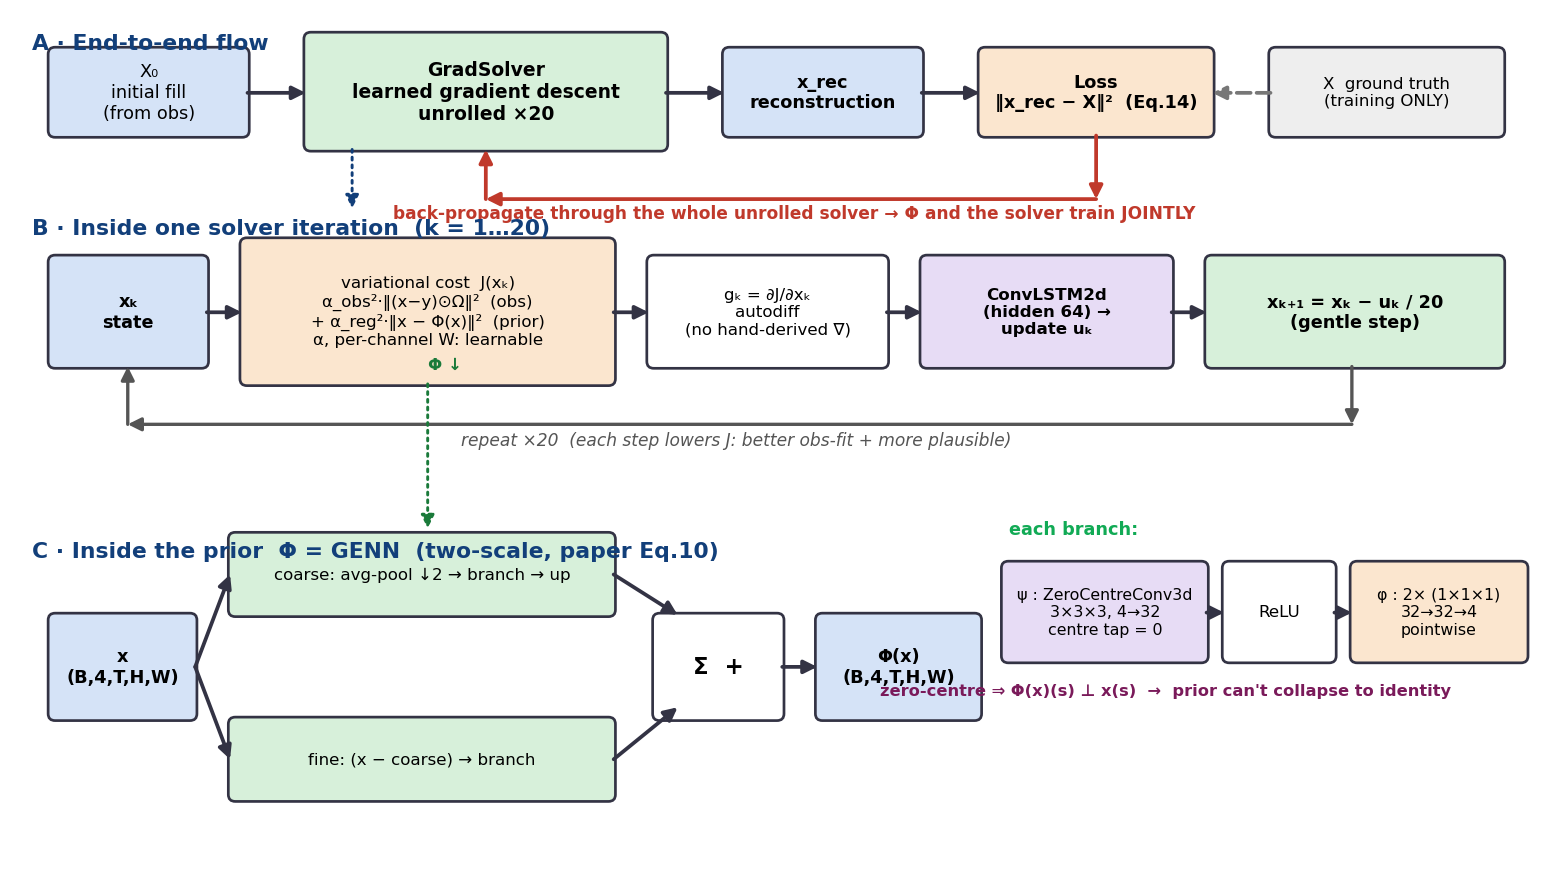 A · End-to-end flow
X₀
initial fill
(from obs)
GradSolver
learned gradient descent
unrolled ×20
x_rec
reconstruction
Loss
‖x_rec − X‖²  (Eq.14)
X  ground truth
(training ONLY)
back-propagate through the whole unrolled solver → Φ and the solver train JOINTLY
B · Inside one solver iteration  (k = 1…20)
xₖ
state
variational cost  J(xₖ)
α_obs²·‖(x−y)⊙Ω‖²  (obs)
+ α_reg²·‖x − Φ(x)‖²  (prior)
α, per-channel W: learnable
Φ ↓
gₖ = ∂J/∂xₖ
autodiff
(no hand-derived ∇)
ConvLSTM2d
(hidden 64) →
update uₖ
xₖ₊₁ = xₖ − uₖ / 20
(gentle step)
repeat ×20  (each step lowers J: better obs-fit + more plausible)
C · Inside the prior  Φ = GENN  (two-scale, paper Eq.10)
x
(B,4,T,H,W)
coarse: avg-pool ↓2 → branch → up
fine: (x − coarse) → branch
Σ  +
Φ(x)
(B,4,T,H,W)
each branch:
ψ : ZeroCentreConv3d
3×3×3, 4→32
centre tap = 0
ReLU
φ : 2× (1×1×1)
32→32→4
pointwise
zero-centre ⇒ Φ(x)(s) ⊥ x(s)  →  prior can't collapse to identity